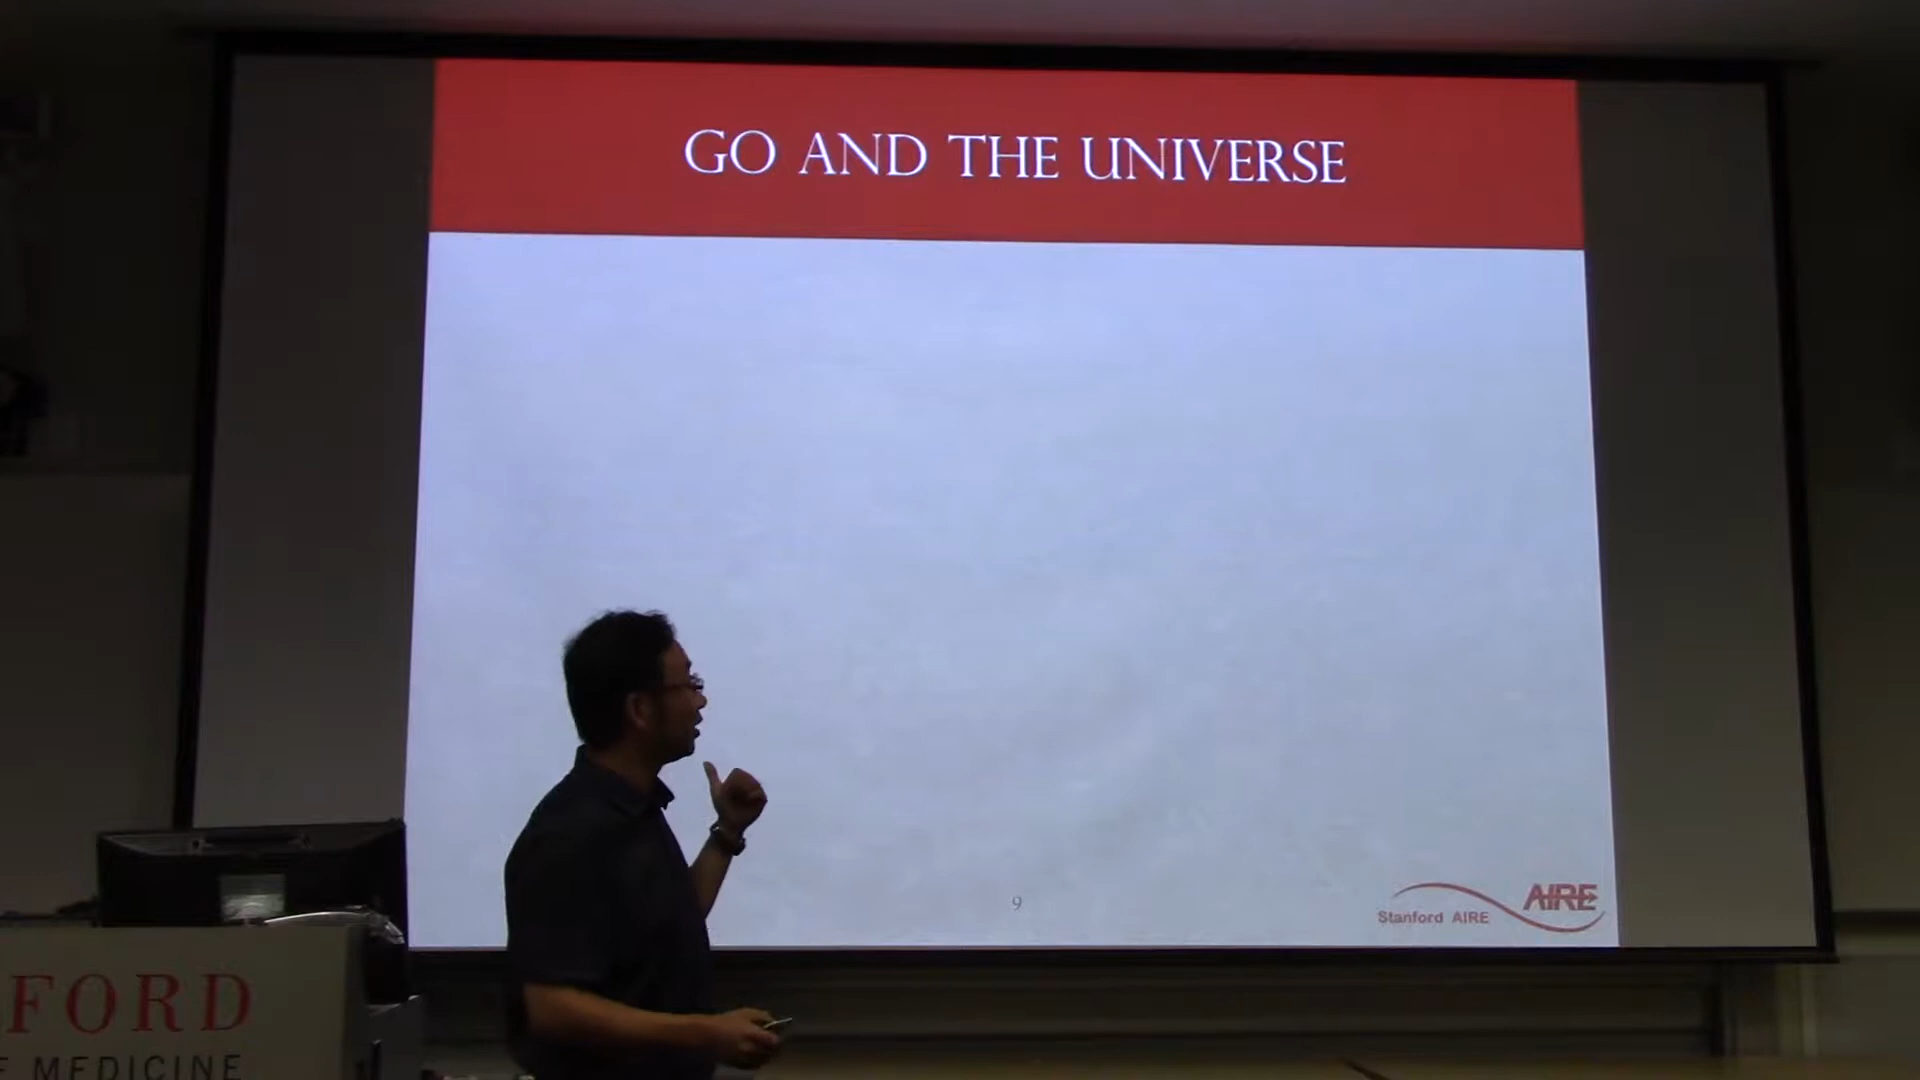 GO AND THE UNIVERSE
9
Stanford AIRE
AIRE
FORD
MEDICINE